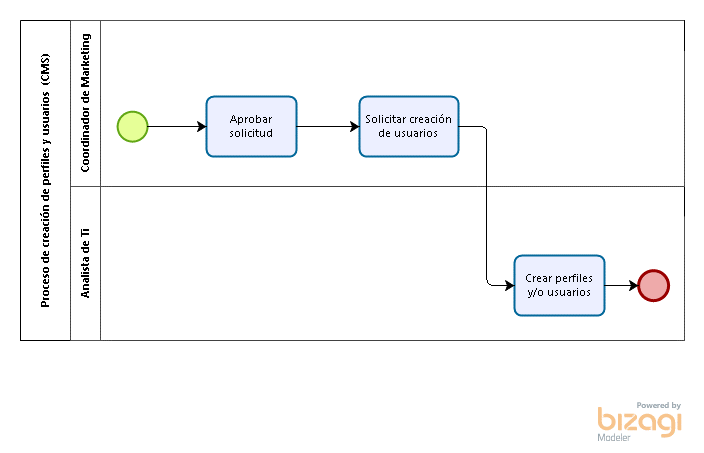 Proceso de creación de perfiles y usuarios (CMS)
Coordinador de Marketing
Aprobar
solicitud
Solicitar creación
de usuarios
Analista de Ti
Crear perfiles
y/o usuarios
Powered by
bizagi
Modeler